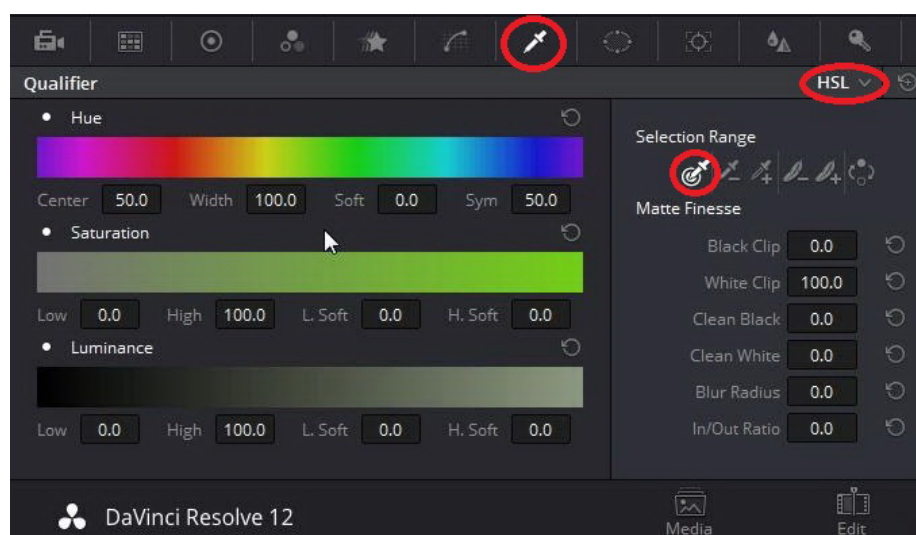 Qualifier
HSL
Hue
Center 50.0 Width 100.0 Soft 0.0 Sym 50.0
Saturation
Low 0.0 High 100.0 L. Soft 0.0 H. Soft 0.0
Luminance
Low 0.0 High 100.0 L. Soft 0.0 H. Soft 0.0
Selection Range
Matte Finesse
Black Clip 0.0
White Clip 100.0
Clean Black 0.0
Clean White 0.0
Blur Radius 0.0
In/Out Ratio 0.0
DaVinci Resolve 12
Media
Edit